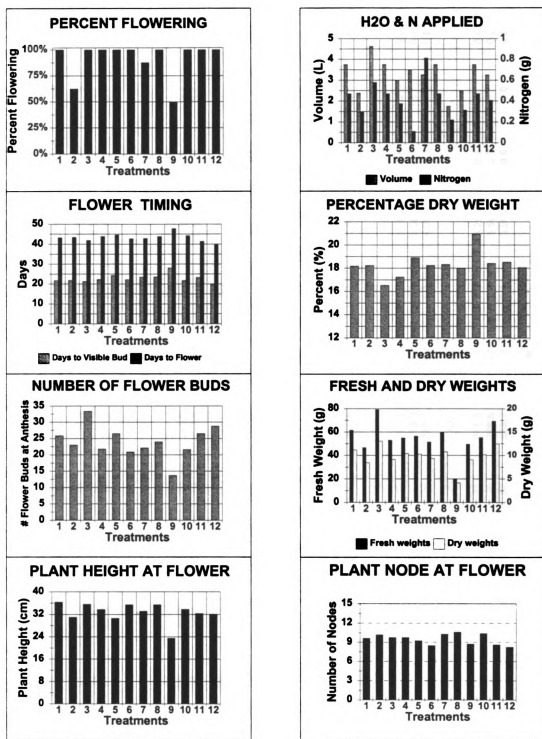 PERCENT FLOWERING
Percent Flowering
100%
75%
50%
25%
0%
1 2 3 4 5 6 7 8 9 10 11 12
Treatments
H2O & N APPLIED
Volume (L)
5
4
3
2
1
0
Nitrogen (g)
1
0.8
0.6
0.4
0.2
0
1 2 3 4 5 6 7 8 9 10 11 12
Treatments
Volume Nitrogen
FLOWER TIMING
Days
50
40
30
20
10
0
1 2 3 4 5 6 7 8 9 10 11 12
Days to Visible Bud Days to Flower
Treatments
PERCENTAGE DRY WEIGHT
Percent (%)
22
20
18
16
14
12
1 2 3 4 5 6 7 8 9 10 11 12
Treatments
NUMBER OF FLOWER BUDS
# Flower Buds at Anthesis
35
30
25
20
15
10
5
0
1 2 3 4 5 6 7 8 9 10 11 12
Treatments
FRESH AND DRY WEIGHTS
Fresh Weight (g)
80
60
40
20
0
Dry Weight (g)
20
15
10
5
0
1 2 3 4 5 6 7 8 9 10 11 12
Treatments
Fresh weights Dry weights
PLANT HEIGHT AT FLOWER
Plant Height (cm)
36
32
28
24
1 2 3 4 5 6 7 8 9 10 11 12
Treatments
PLANT NODE AT FLOWER
Number of Nodes
15
12
9
6
3
0
1 2 3 4 5 6 7 8 9 10 11 12
Treatments